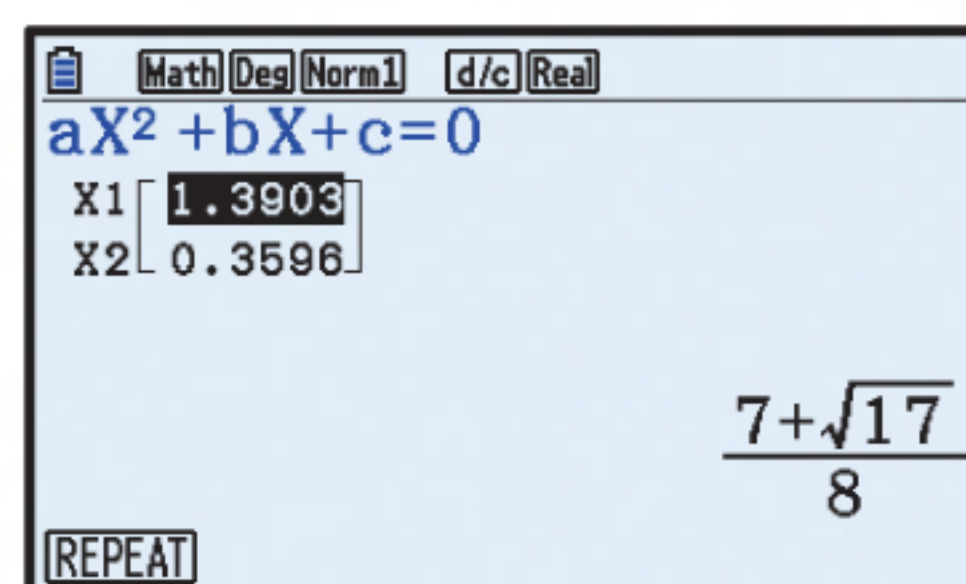 Math Deg Norm1 d/c Real
aX² +bX+c=0
X1[ 1.3903]
X2[ 0.3596]
7+√17
8
REPEAT